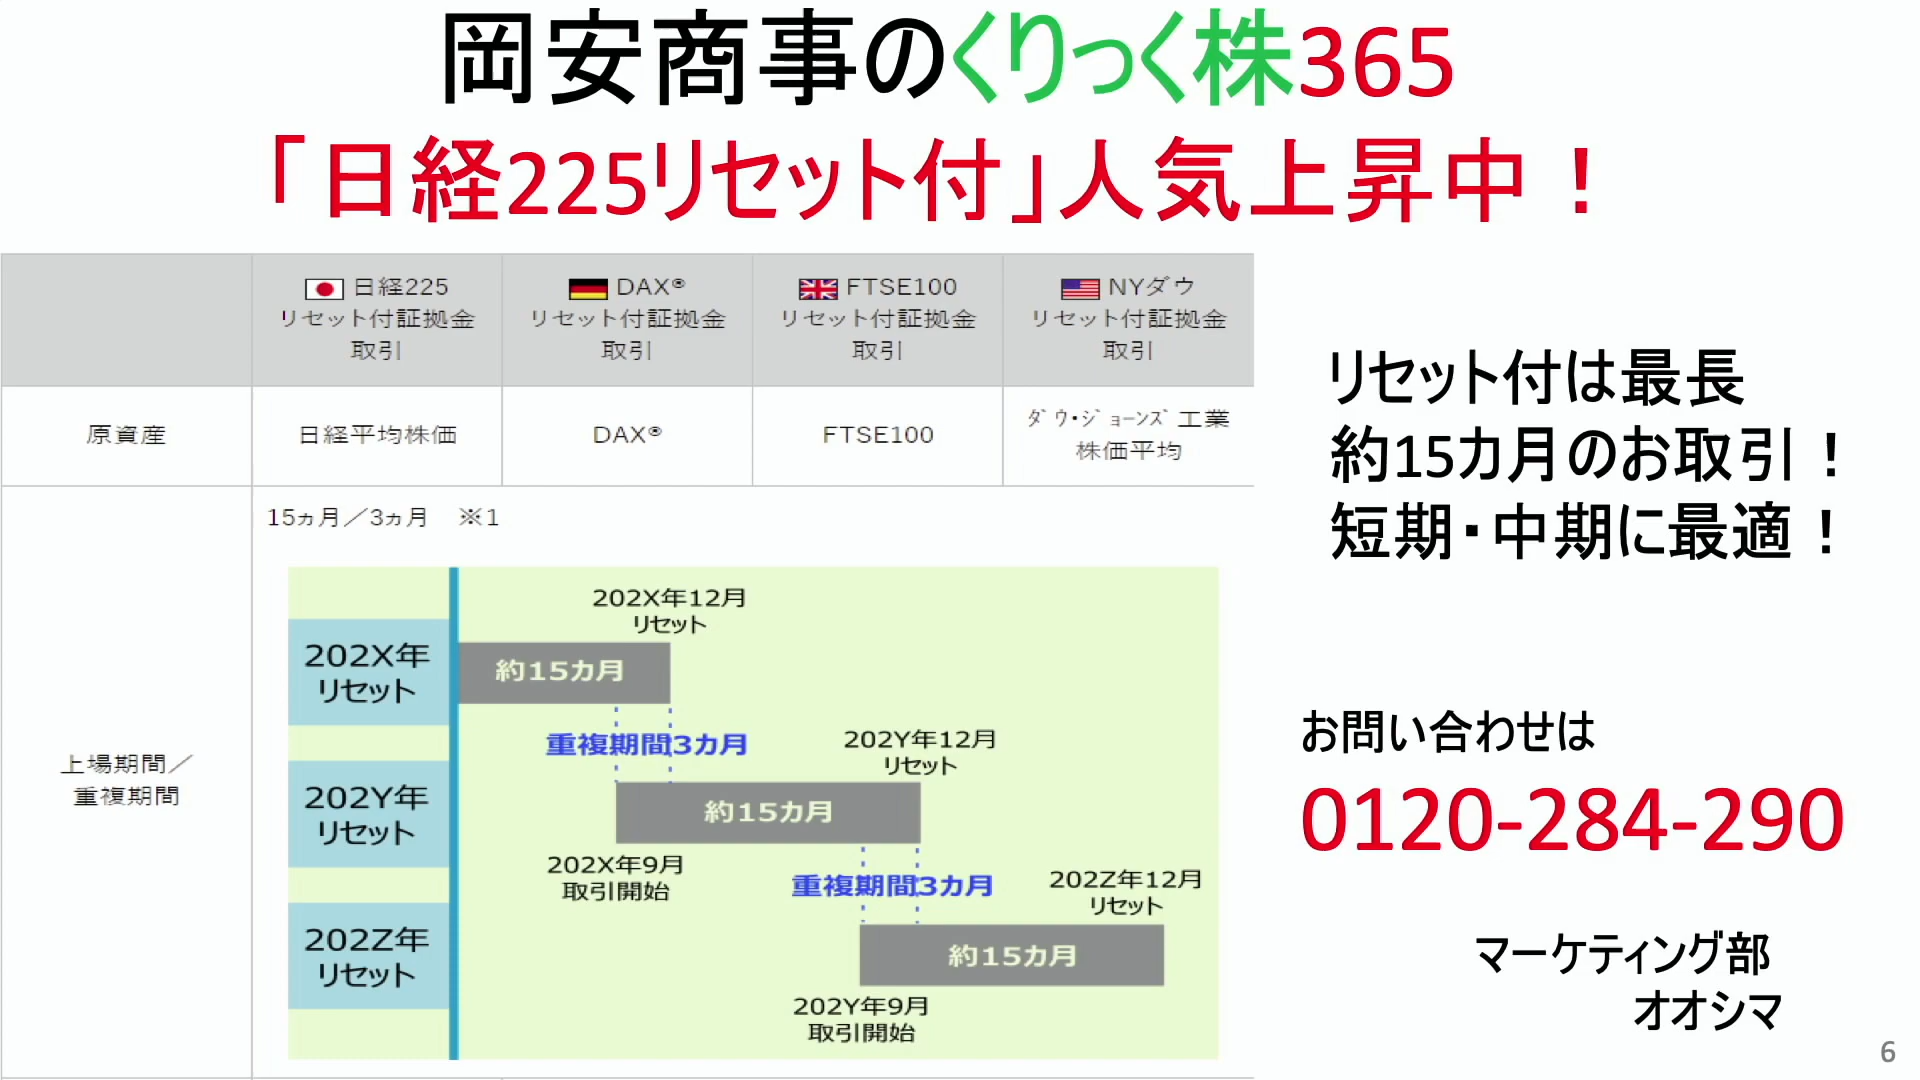 岡安商事のくりっく株365
「日経225リセット付」人気上昇中！
日経225
リセット付証拠金
取引
DAX®
リセット付証拠金
取引
FTSE100
リセット付証拠金
取引
NYダウ
リセット付証拠金
取引
原資産
日経平均株価
DAX®
FTSE100
ﾀﾞｳ・ｼﾞｮｰﾝｽﾞ工業
株価平均
上場期間／
重複期間
15ヵ月／3ヵ月　※1
202X年
リセット
202X年12月
リセット
約15カ月
重複期間3カ月
202Y年
リセット
202Y年12月
リセット
約15カ月
202X年9月
取引開始
重複期間3カ月
202Z年
リセット
202Z年12月
リセット
約15カ月
202Y年9月
取引開始
リセット付は最長
約15カ月のお取引！
短期・中期に最適！
お問い合わせは
0120-284-290
マーケティング部
オオシマ
6